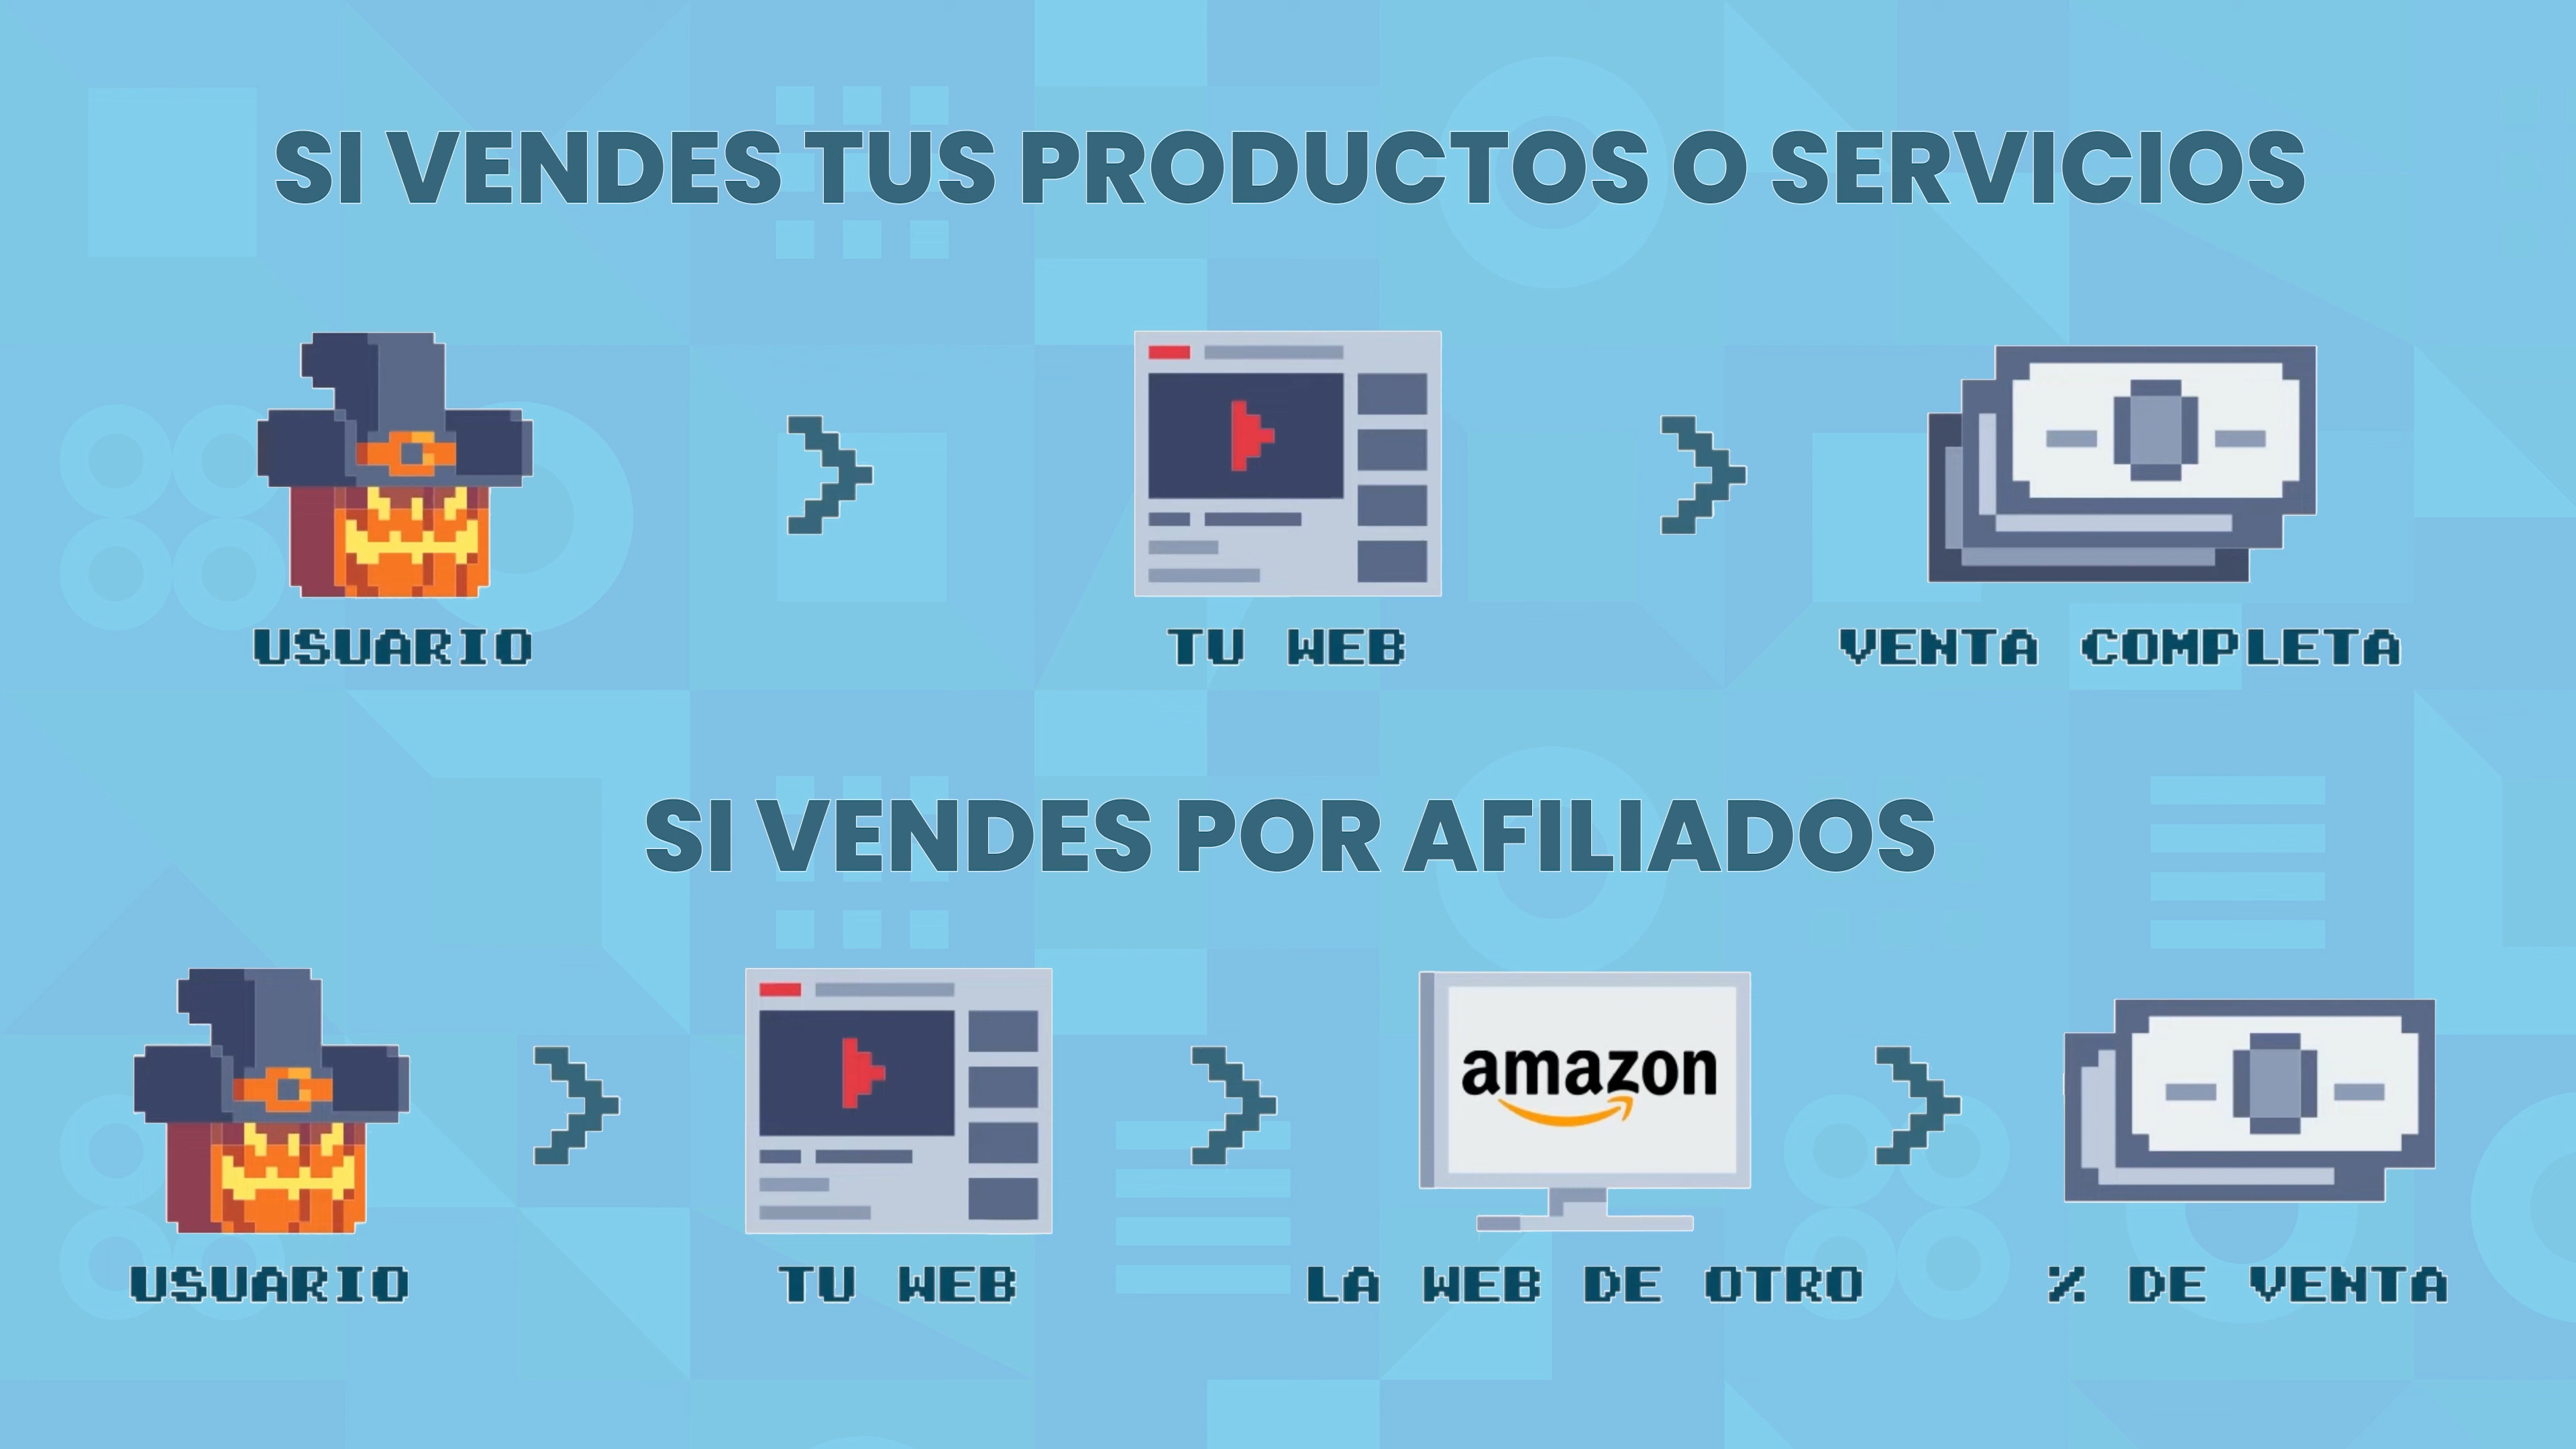 SI VENDES TUS PRODUCTOS O SERVICIOS
USUARIO
TU WEB
VENTA COMPLETA
SI VENDES POR AFILIADOS
amazon
USUARIO
TU WEB
LA WEB DE OTRO
% DE VENTA